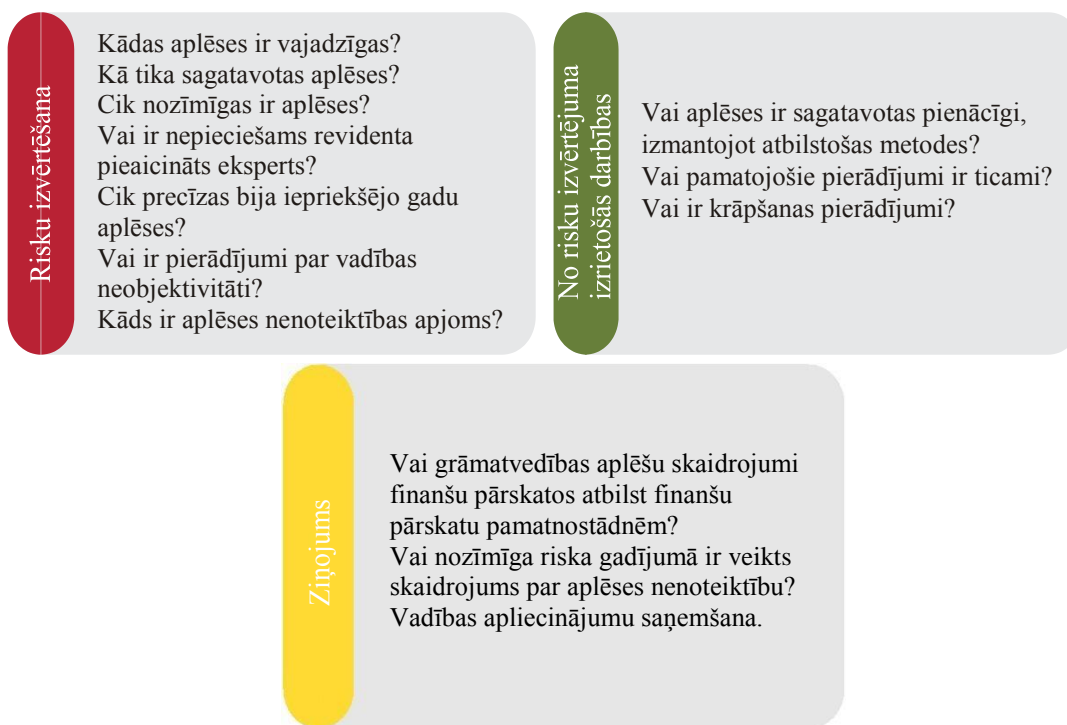 Risku izvērtēšana
Kādas aplēses ir vajadzīgas?
Kā tika sagatavotas aplēses?
Cik nozīmīgas ir aplēses?
Vai ir nepieciešams revidenta
pieaicināts eksperts?
Cik precīzas bija iepriekšējo gadu
aplēses?
Vai ir pierādījumi par vadības
neobjektivitāti?
Kāds ir aplēses nenoteiktības apjoms?
No risku izvērtējuma
izrietošās darbības
Vai aplēses ir sagatavotas pienācīgi,
izmantojot atbilstošas metodes?
Vai pamatojošie pierādījumi ir ticami?
Vai ir krāpšanas pierādījumi?
Ziņojums
Vai grāmatvedības aplēšu skaidrojumi
finanšu pārskatos atbilst finanšu
pārskatu pamatnostādnēm?
Vai nozīmīga riska gadījumā ir veikts
skaidrojums par aplēses nenoteiktību?
Vadības apliecinājumu saņemšana.